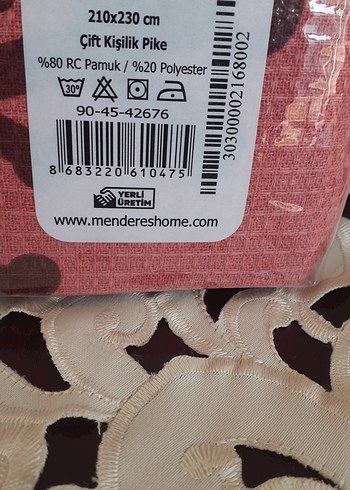 210x230 cm
Çift Kişilik Pike
%80 RC Pamuk / %20 Polyester
30°
90-45-42676
8 683220 610475
30300002168002
YERLİ
ÜRETİM
www.mendereshome.com